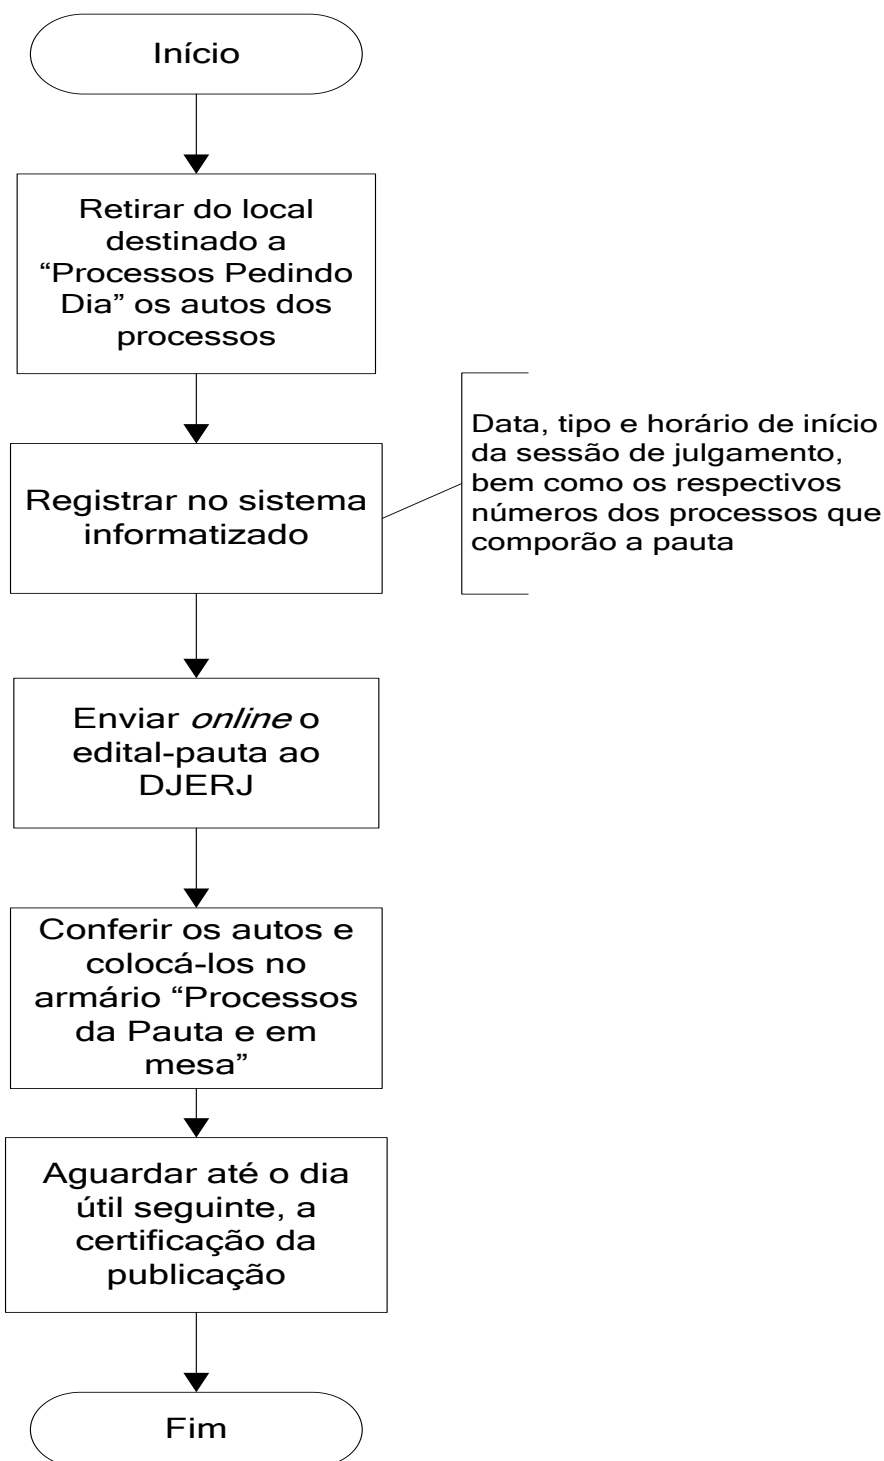 Início
Retirar do local
destinado a
“Processos Pedindo
Dia” os autos dos
processos
Registrar no sistema
informatizado
Data, tipo e horário de início
da sessão de julgamento,
bem como os respectivos
números dos processos que
comporão a pauta
Enviar online o
edital-pauta ao
DJERJ
Conferir os autos e
colocá-los no
armário “Processos
da Pauta e em
mesa”
Aguardar até o dia
útil seguinte, a
certificação da
publicação
Fim